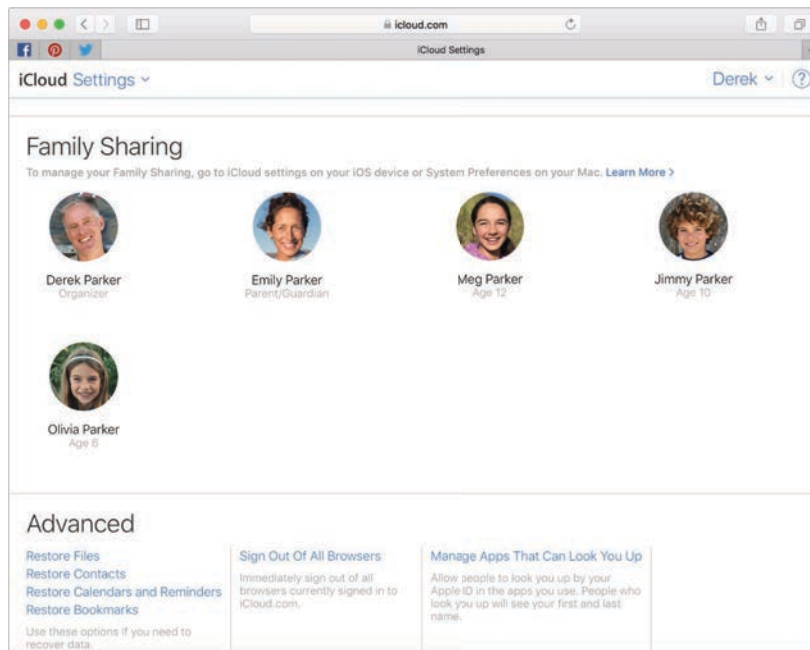 icloud.com
iCloud Settings
iCloud Settings
Derek
?
Family Sharing
To manage your Family Sharing, go to iCloud settings on your iOS device or System Preferences on your Mac. Learn More >
Derek Parker
Organizer
Emily Parker
Parent/Guardian
Meg Parker
Age 12
Jimmy Parker
Age 10
Olivia Parker
Age 6
Advanced
Restore Files
Restore Contacts
Restore Calendars and Reminders
Restore Bookmarks
Use these options if you need to
recover data.
Sign Out Of All Browsers
Immediately sign out of all
browsers currently signed in to
iCloud.com.
Manage Apps That Can Look You Up
Allow people to look you up by your
Apple ID in the apps you use. People who
look you up will see your first and last
name.